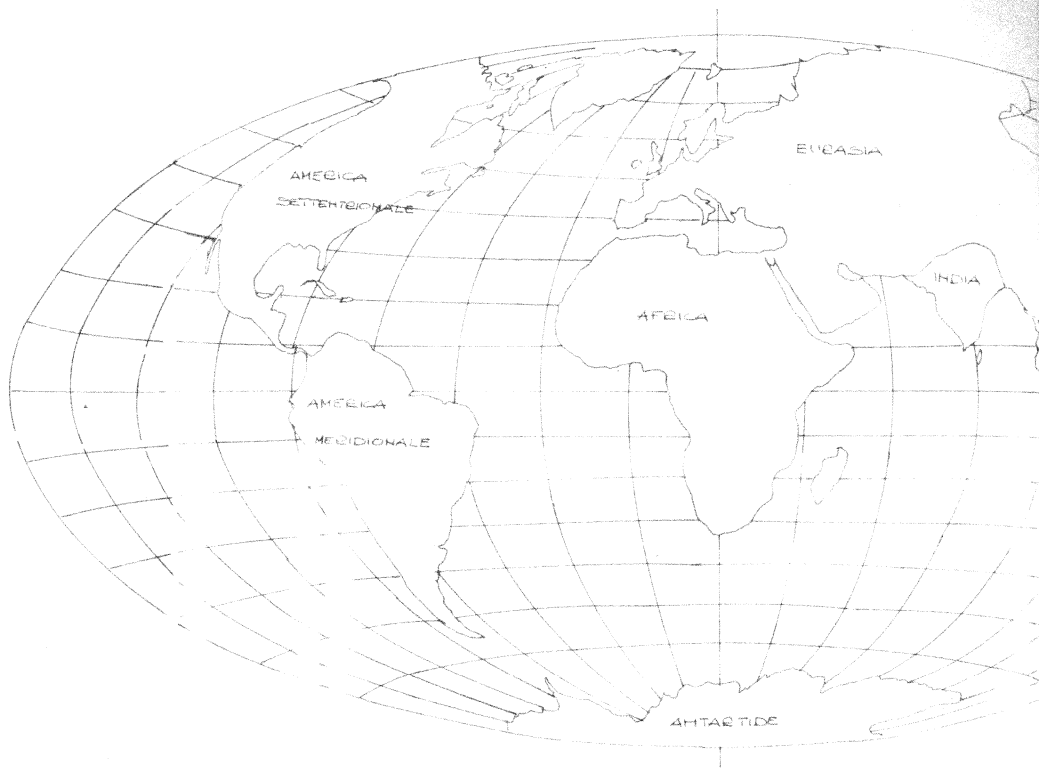 EURASIA
AMERICA
SETTENTRIONALE
INDIA
AFRICA
AMERICA
MERIDIONALE
ANTARTIDE